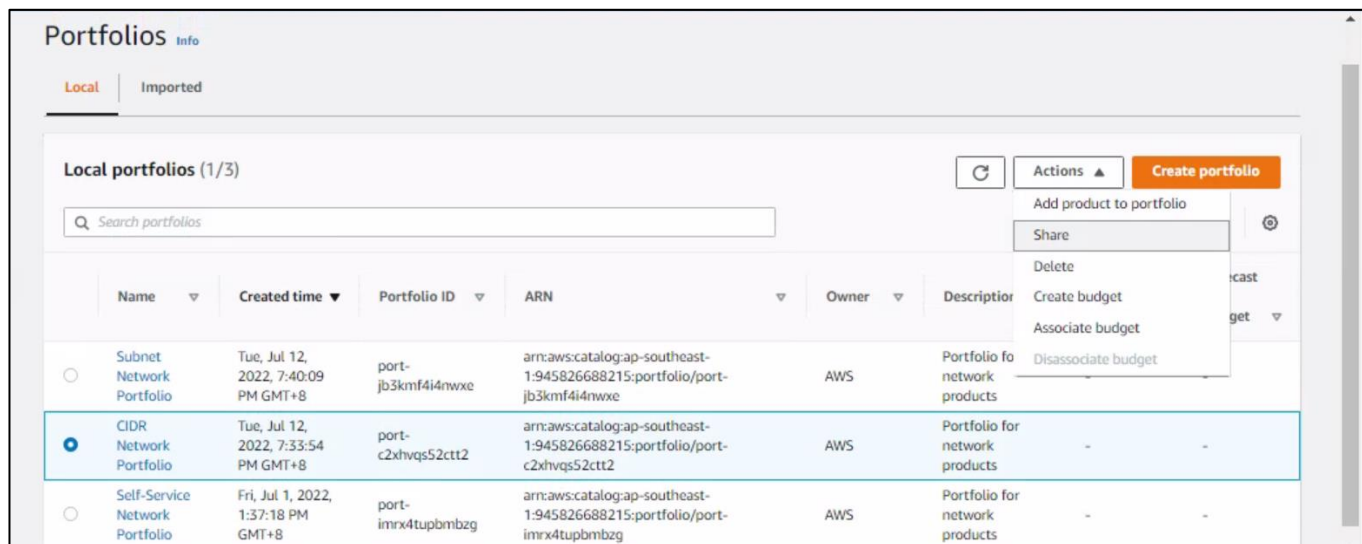 Portfolios Info
Local Imported
Local portfolios (1/3)
Actions ▲ Create portfolio
Add product to portfolio
Search portfolios
Share
Delete
ecast
Name Created time ▼ Portfolio ID ARN Owner Description
Create budget
get
Associate budget
Disassociate budget
Subnet Tue, Jul 12, arn:aws:catalog:ap-southeast- Portfolio fo
Network 2022, 7:40:09 port- 1:945826688215:portfolio/port- AWS network - -
Portfolio PM GMT+8 jb3kmf4i4nwxe jb3kmf4i4nwxe products
CIDR Tue, Jul 12, arn:aws:catalog:ap-southeast- Portfolio for
Network 2022, 7:33:54 port- 1:945826688215:portfolio/port- AWS network - -
Portfolio PM GMT+8 c2xhvqs52ctt2 c2xhvqs52ctt2 products
Self-Service Fri, Jul 1, 2022, arn:aws:catalog:ap-southeast- Portfolio for
Network 1:37:18 PM port- 1:945826688215:portfolio/port- AWS network - -
Portfolio GMT+8 imrx4tupbmbzg imrx4tupbmbzg products